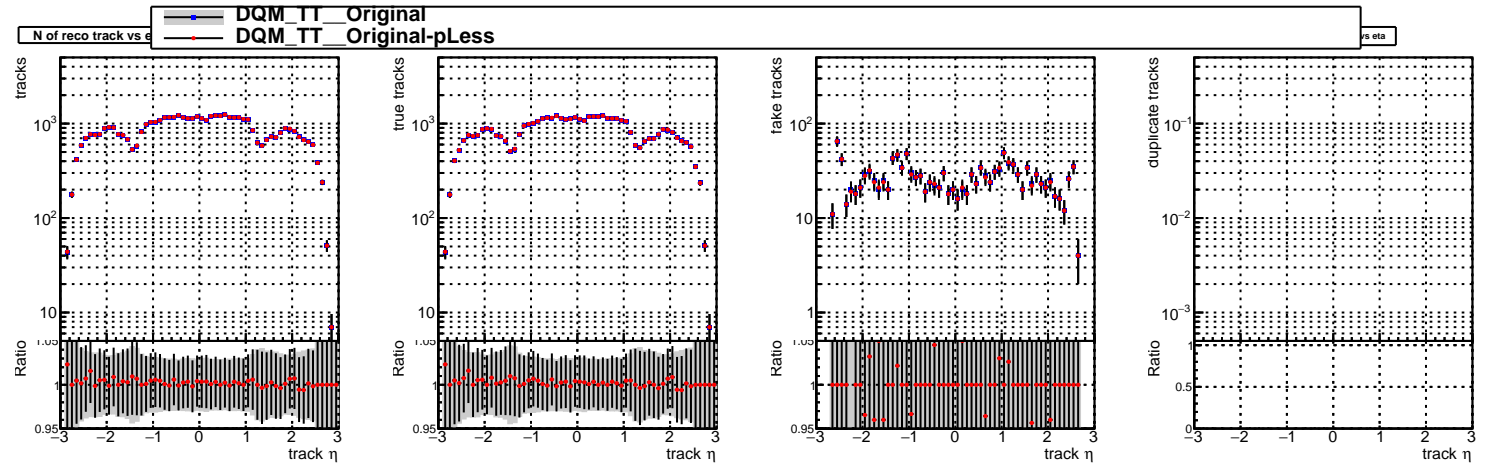 DQM_TT__Original
DQM_TT__Original-pLess
N of reco track vs e
vs eta
tracks
10³
10²
10
Ratio
1.05
1
0.95
−3 −2 −1 0 1 2 3
track η
true tracks
10³
10²
10
Ratio
1.05
1
0.95
−3 −2 −1 0 1 2 3
track η
fake tracks
10²
10
1
Ratio
1.05
1
0.95
−3 −2 −1 0 1 2 3
track η
duplicate tracks
10⁻¹
10⁻²
10⁻³
Ratio
1
0.5
0
−3 −2 −1 0 1 2 3
track η